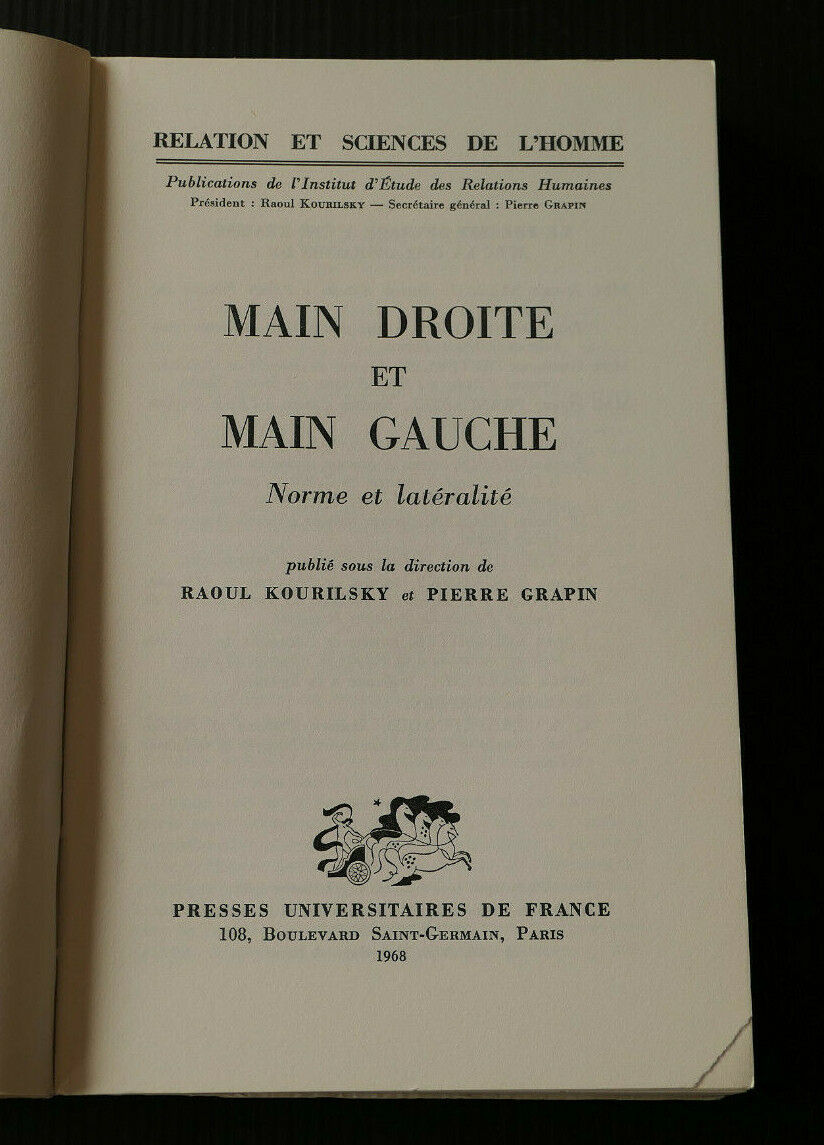 RELATION ET SCIENCES DE L'HOMME
Publications de l'Institut d'Étude des Relations Humaines
Président : Raoul KOURILSKY — Secrétaire général : Pierre GRAPIN
MAIN DROITE
ET
MAIN GAUCHE
Norme et latéralité
publié sous la direction de
RAOUL KOURILSKY et PIERRE GRAPIN
PRESSES UNIVERSITAIRES DE FRANCE
108, BOULEVARD SAINT-GERMAIN, PARIS
1968